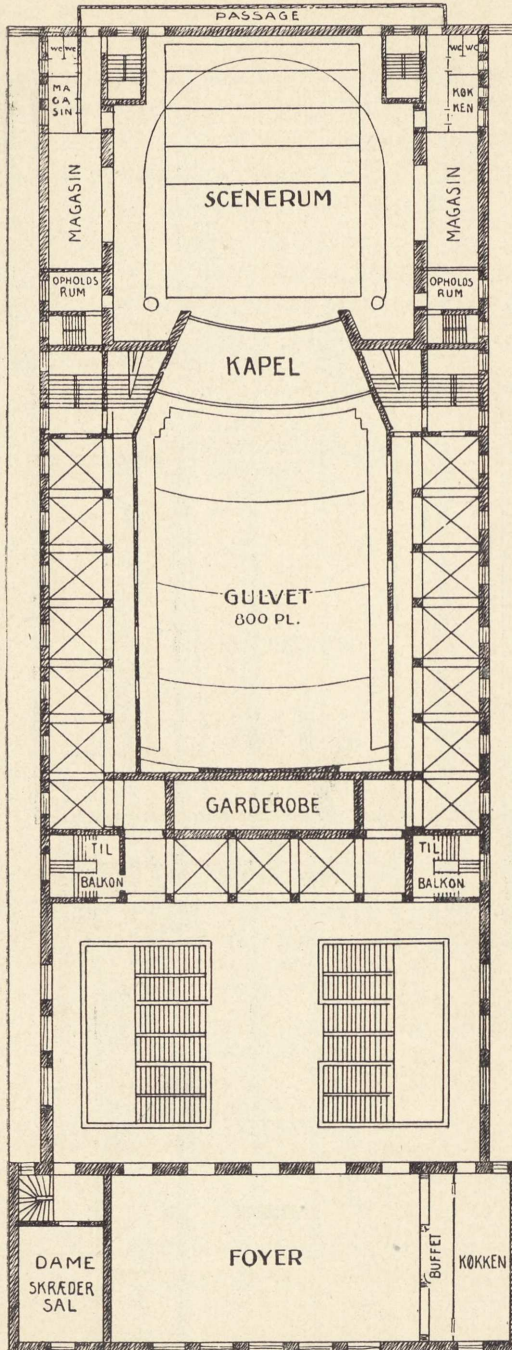 PASSAGE
WC WC
WC WC
MA
GA
SIN
KØK
KEN
MAGASIN
SCENERUM
MAGASIN
OPHOLDS
RUM
OPHOLDS
RUM
KAPEL
GULVET
800 PL.
GARDEROBE
TIL
BALKON
TIL
BALKON
DAME
SKRÆDER
SAL
FOYER
BUFFET
KØKKEN